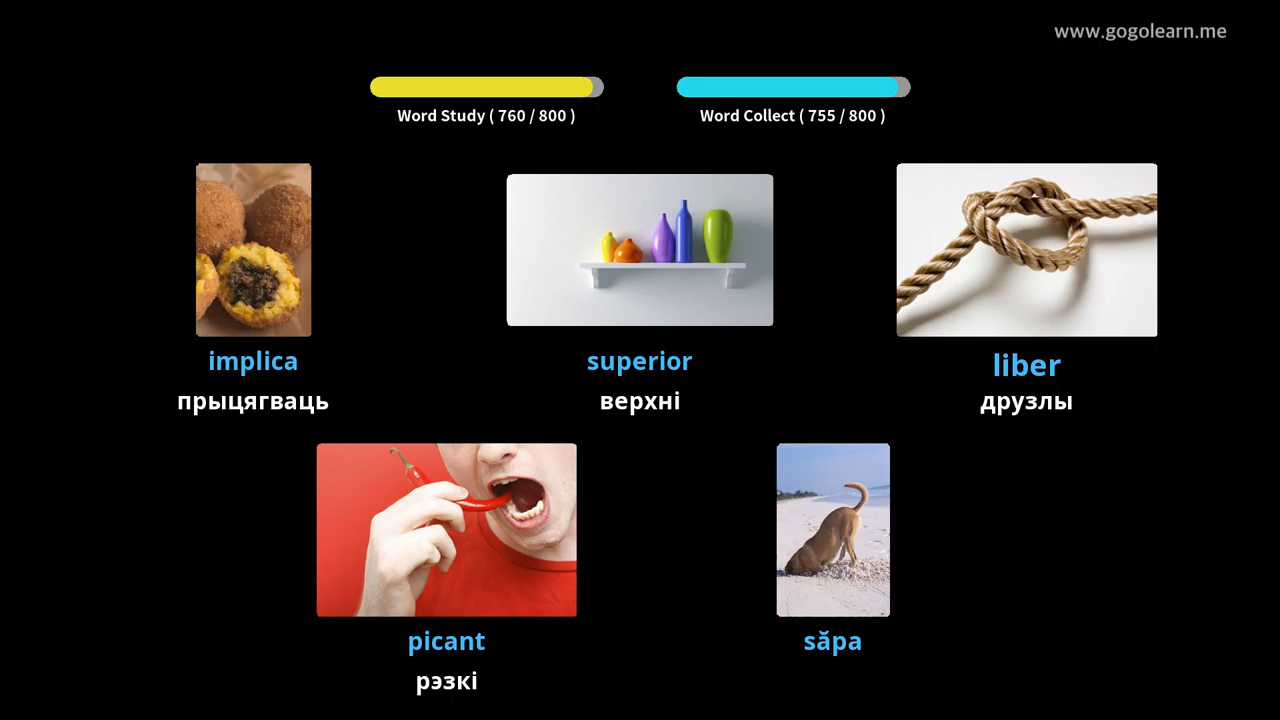 www.gogolearn.me
Word Study ( 760 / 800 )
Word Collect ( 755 / 800 )
implica
superior
liber
прыцягваць
верхні
друзлы
picant
săpa
рэзкі